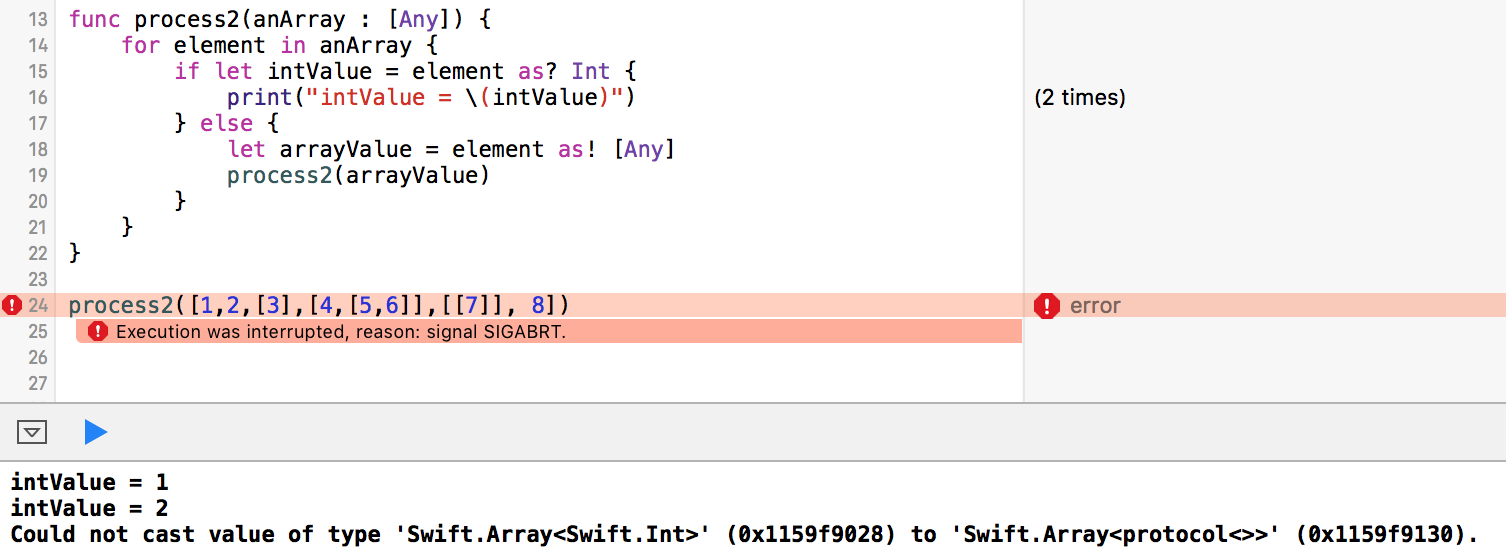 13 func process2(anArray : [Any]) {
14 for element in anArray {
15 if let intValue = element as? Int {
16 print("intValue = \(intValue)") (2 times)
17 } else {
18 let arrayValue = element as! [Any]
19 process2(arrayValue)
20 }
21 }
22 }
23
24 process2([1,2,[3],[4,[5,6]],[[7]], 8]) error
25 Execution was interrupted, reason: signal SIGABRT.
26
27
intValue = 1
intValue = 2
Could not cast value of type 'Swift.Array<Swift.Int>' (0x1159f9028) to 'Swift.Array<protocol<>>' (0x1159f9130).